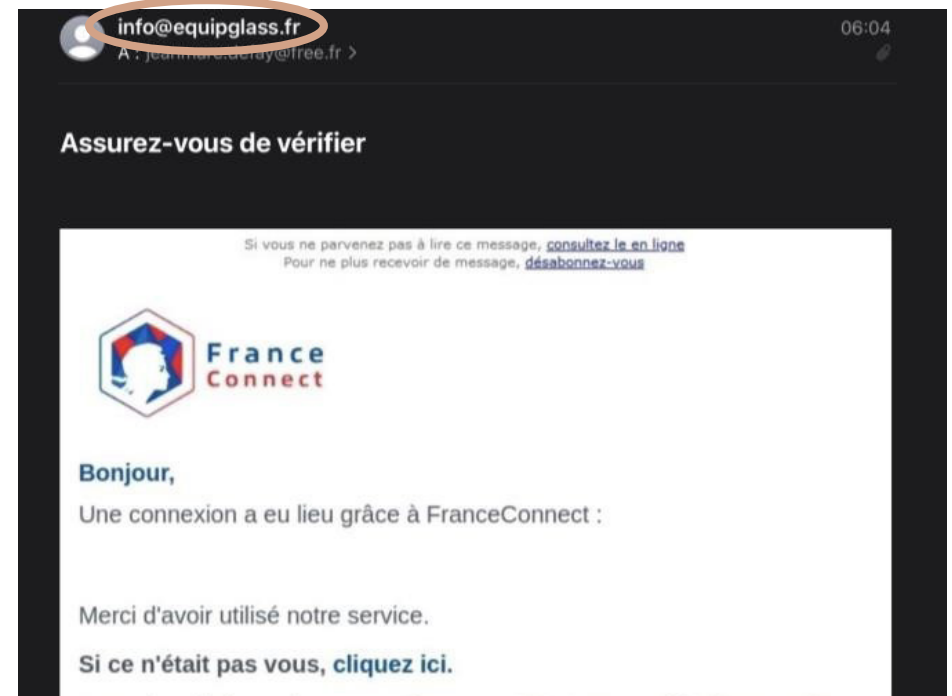 info@equipglass.fr
06:04
À : @free.fr >
Assurez-vous de vérifier
Si vous ne parvenez pas à lire ce message, consultez le en ligne
Pour ne plus recevoir de message, désabonnez-vous
France
Connect
Bonjour,
Une connexion a eu lieu grâce à FranceConnect :
Merci d'avoir utilisé notre service.
Si ce n'était pas vous, cliquez ici.